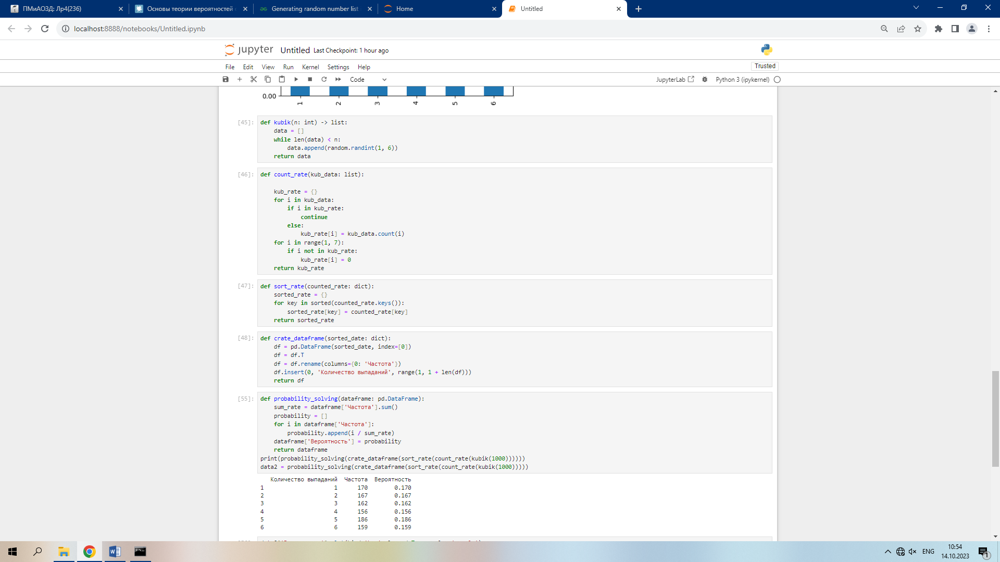 ПМиАОЗД: Лр4(236)
Основы теории вероятностей
Generating random number list
Home
Untitled
localhost:8888/notebooks/Untitled.ipynb
jupyter Untitled Last Checkpoint: 1 hour ago
File Edit View Run Kernel Settings Help
Trusted
Code
JupyterLab
Python 3 (ipykernel)
0.00
1 2 3 4 5 6
[45]: def kubik(n: int) -> list:
    data = []
    while len(data) < n:
        data.append(random.randint(1, 6))
    return data
[46]: def count_rate(kub_data: list):
    kub_rate = {}
    for i in kub_data:
        if i in kub_rate:
            continue
        else:
            kub_rate[i] = kub_data.count(i)
    for i in range(1, 7):
        if i not in kub_rate:
            kub_rate[i] = 0
    return kub_rate
[47]: def sort_rate(counted_rate: dict):
    sorted_rate = {}
    for key in sorted(counted_rate.keys()):
        sorted_rate[key] = counted_rate[key]
    return sorted_rate
[48]: def crate_dataframe(sorted_date: dict):
    df = pd.DataFrame(sorted_date, index=[0])
    df = df.T
    df = df.rename(columns={0: 'Частота'})
    df.insert(0, 'Количество выпаданий', range(1, 1 + len(df)))
    return df
[55]: def probability_solving(dataframe: pd.DataFrame):
    sum_rate = dataframe['Частота'].sum()
    probability = []
    for i in dataframe['Частота']:
        probability.append(i / sum_rate)
    dataframe['Вероятность'] = probability
    return dataframe
print(probability_solving(crate_dataframe(sort_rate(count_rate(kubik(1000))))))
data2 = probability_solving(crate_dataframe(sort_rate(count_rate(kubik(1000)))))
Количество выпаданий Частота Вероятность
1 1 170 0.170
2 2 167 0.167
3 3 162 0.162
4 4 156 0.156
5 5 186 0.186
6 6 159 0.159
ENG
10:54
14.10.2023
1